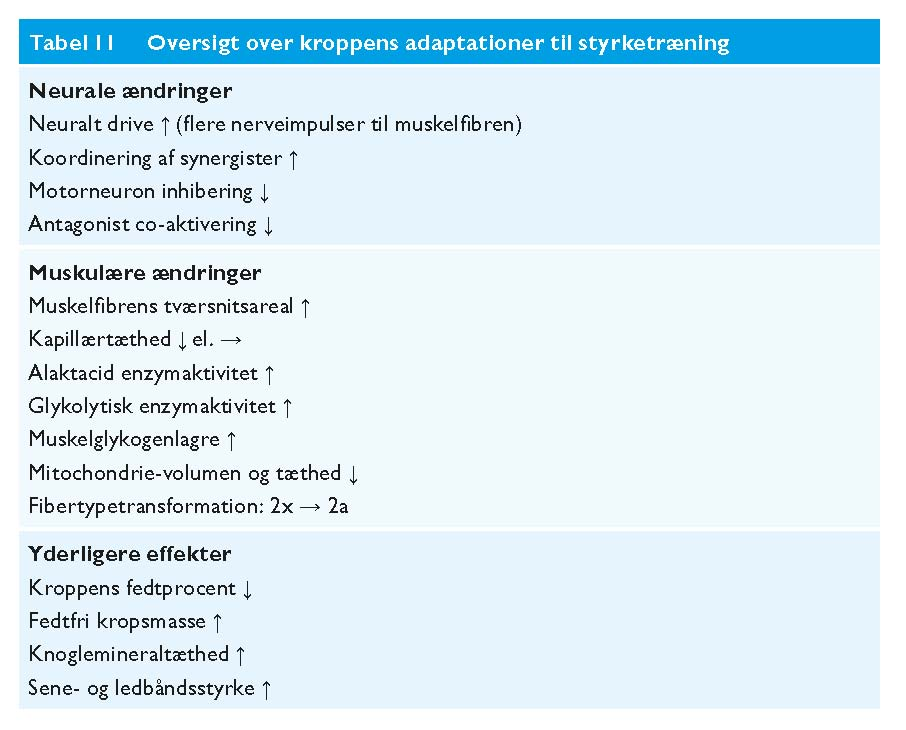 Tabel 11 Oversigt over kroppens adaptationer til styrketræning
Neurale ændringer
Neuralt drive ↑ (flere nerveimpulser til muskelfibren)
Koordinering af synergister ↑
Motorneuron inhibering ↓
Antagonist co-aktivering ↓
Muskulære ændringer
Muskelfibrens tværsnitsareal ↑
Kapillærtæthed ↓ el. →
Alaktacid enzymaktivitet ↑
Glykolytisk enzymaktivitet ↑
Muskelglykogenlagre ↑
Mitochondrie-volumen og tæthed ↓
Fibertypetransformation: 2x → 2a
Yderligere effekter
Kroppens fedtprocent ↓
Fedtfri kropsmasse ↑
Knoglemineraltæthed ↑
Sene- og ledbåndsstyrke ↑